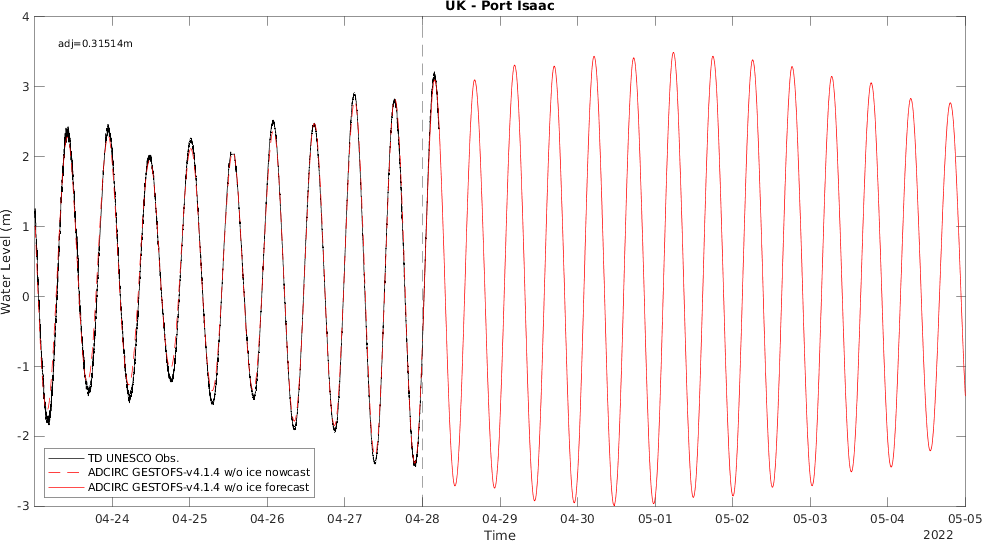 UK - Port Isaac
adj=0.31514m
Water Level (m)
4
3
2
1
0
-1
-2
-3
TD UNESCO Obs.
ADCIRC GESTOFS-v4.1.4 w/o ice nowcast
ADCIRC GESTOFS-v4.1.4 w/o ice forecast
04-24 04-25 04-26 04-27 04-28 04-29 04-30 05-01 05-02 05-03 05-04 05-05
Time
2022